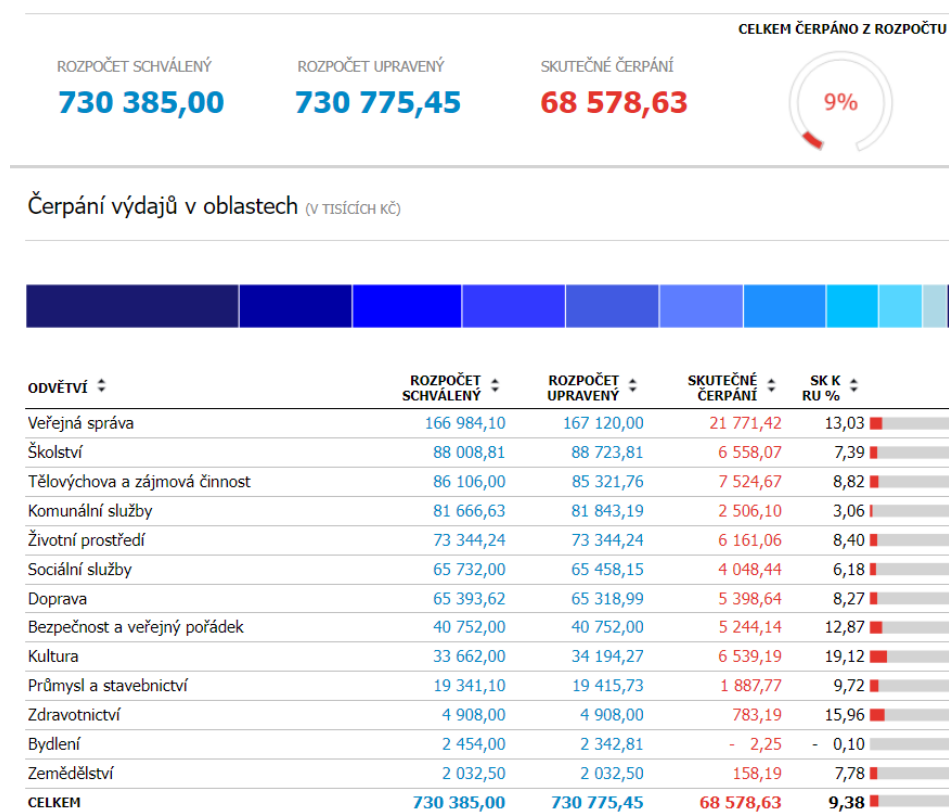 CELKEM ČERPÁNO Z ROZPOČTU
ROZPOČET SCHVÁLENÝ ROZPOČET UPRAVENÝ SKUTEČNÉ ČERPÁNÍ
730 385,00 730 775,45 68 578,63 9%
Čerpání výdajů v oblastech (V TISÍCÍCH KČ)
ODVĚTVÍ ROZPOČET SCHVÁLENÝ ROZPOČET UPRAVENÝ SKUTEČNÉ ČERPÁNÍ SK K RU %
Veřejná správa 166 984,10 167 120,00 21 771,42 13,03
Školství 88 008,81 88 723,81 6 558,07 7,39
Tělovýchova a zájmová činnost 86 106,00 85 321,76 7 524,67 8,82
Komunální služby 81 666,63 81 843,19 2 506,10 3,06
Životní prostředí 73 344,24 73 344,24 6 161,06 8,40
Sociální služby 65 732,00 65 458,15 4 048,44 6,18
Doprava 65 393,62 65 318,99 5 398,64 8,27
Bezpečnost a veřejný pořádek 40 752,00 40 752,00 5 244,14 12,87
Kultura 33 662,00 34 194,27 6 539,19 19,12
Průmysl a stavebnictví 19 341,10 19 415,73 1 887,77 9,72
Zdravotnictví 4 908,00 4 908,00 783,19 15,96
Bydlení 2 454,00 2 342,81 - 2,25 - 0,10
Zemědělství 2 032,50 2 032,50 158,19 7,78
CELKEM 730 385,00 730 775,45 68 578,63 9,38